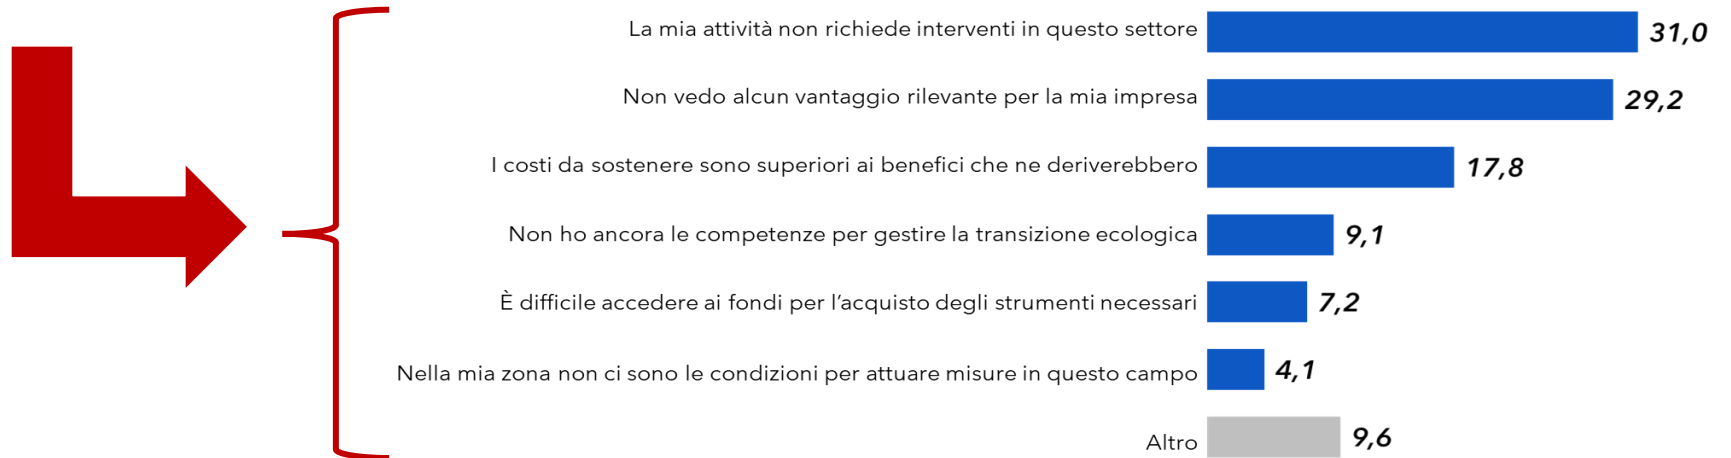 La mia attività non richiede interventi in questo settore 31,0
Non vedo alcun vantaggio rilevante per la mia impresa 29,2
I costi da sostenere sono superiori ai benefici che ne deriverebbero 17,8
Non ho ancora le competenze per gestire la transizione ecologica 9,1
È difficile accedere ai fondi per l’acquisto degli strumenti necessari 7,2
Nella mia zona non ci sono le condizioni per attuare misure in questo campo 4,1
Altro 9,6